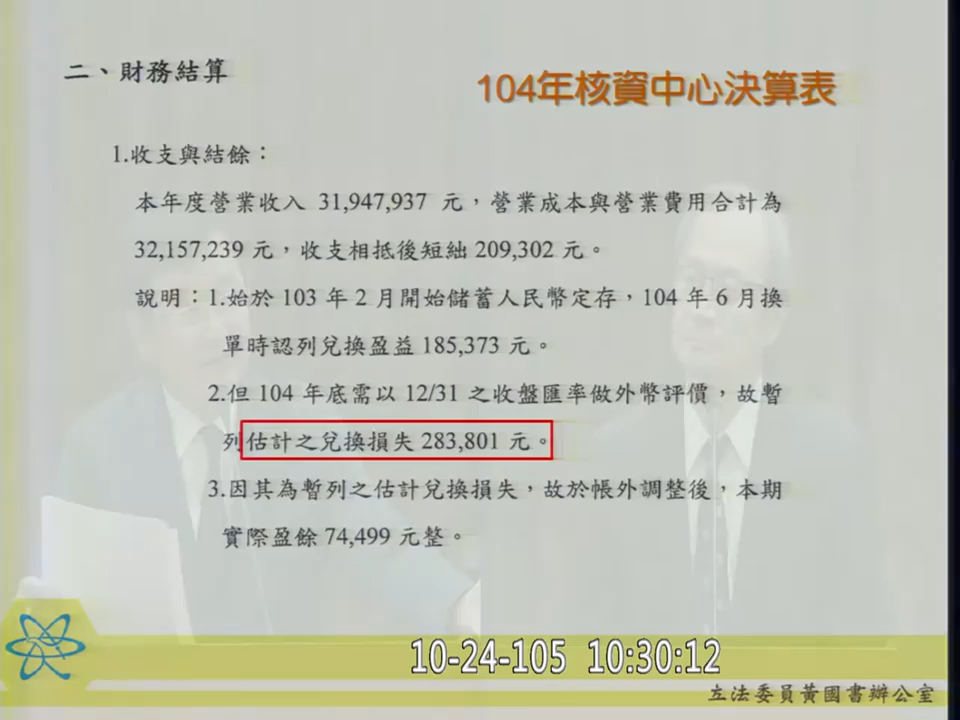 二、財務結算
104年核資中心決算表
1.收支與結餘：
本年度營業收入 31,947,937 元，營業成本與營業費用合計為
32,157,239 元，收支相抵後短絀 209,302 元。
說明：1.始於 103 年 2 月開始儲蓄人民幣定存，104 年 6 月換
單時認列兌換盈益 185,373 元。
2.但 104 年底需以 12/31 之收盤匯率做外幣評價，故暫
列估計之兌換損失 283,801 元。
3.因其為暫列之估計兌換損失，故於帳外調整後，本期
實際盈餘 74,499 元整。
10-24-105 10:30:12
立法委員黃國書辦公室